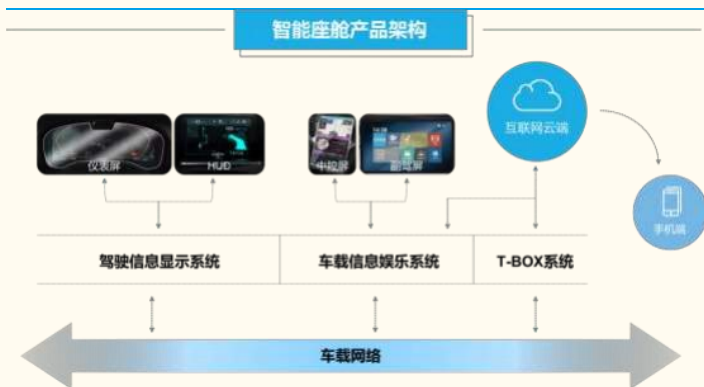 智能座舱产品架构
互联网云端
仪表屏
HUD
中控屏
副驾屏
手机端
驾驶信息显示系统
车载信息娱乐系统
T-BOX系统
车载网络